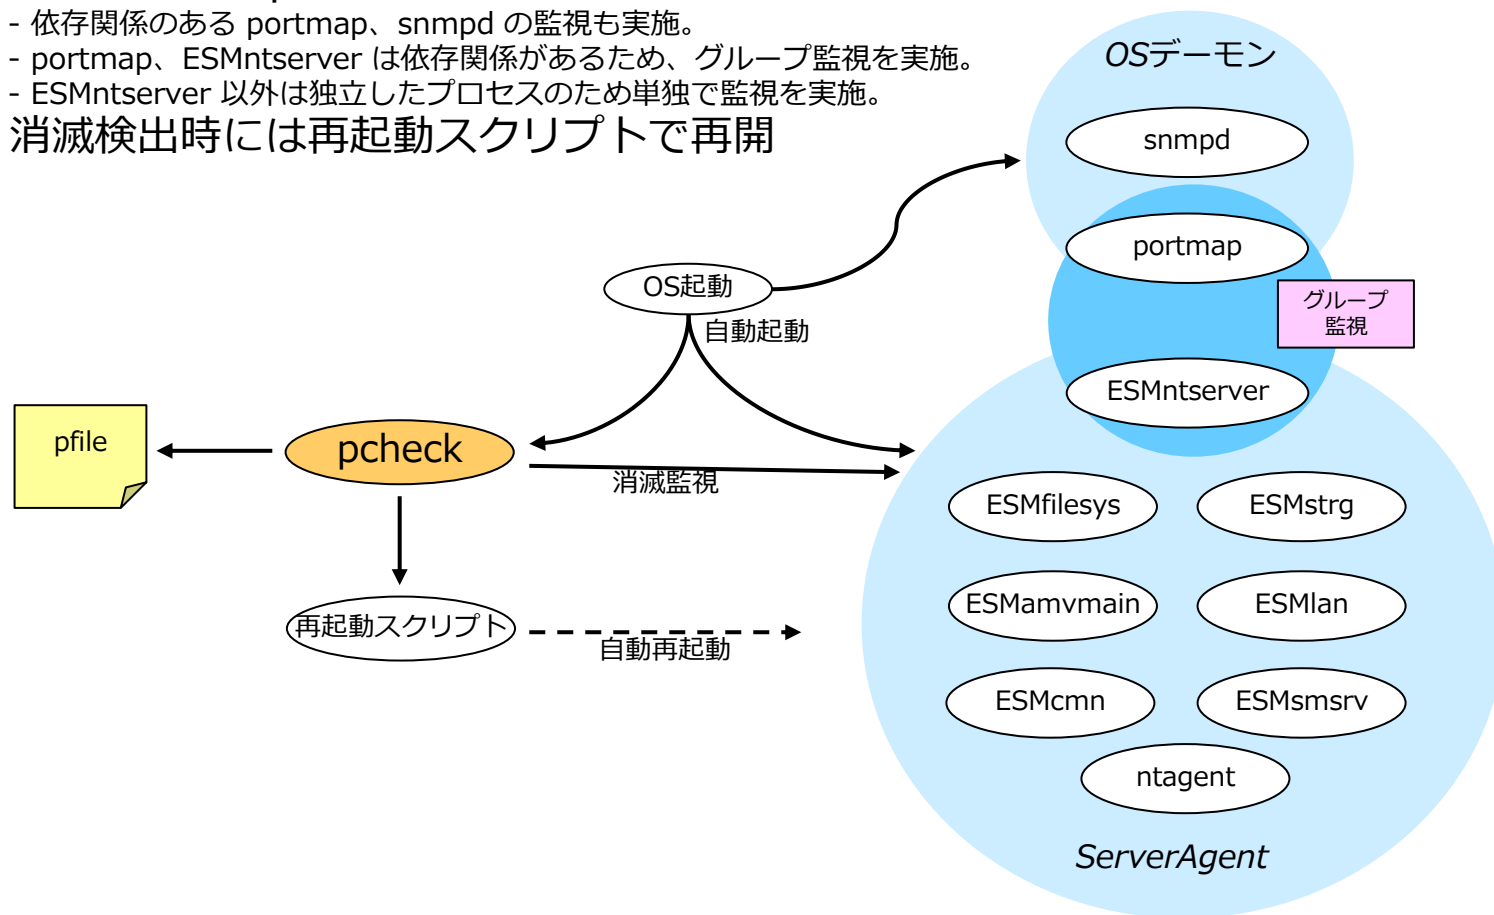 - 依存関係のある portmap、snmpd の監視も実施。
- portmap、ESMntserver は依存関係があるため、グループ監視を実施。
- ESMntserver 以外は独立したプロセスのため単独で監視を実施。
消滅検出時には再起動スクリプトで再開
OSデーモン
snmpd
portmap
OS起動
グループ
監視
自動起動
ESMntserver
pfile
pcheck
消滅監視
ESMfilesys
ESMstrg
ESMamvmain
ESMlan
再起動スクリプト
自動再起動
ESMcmn
ESMsmsrv
ntagent
ServerAgent